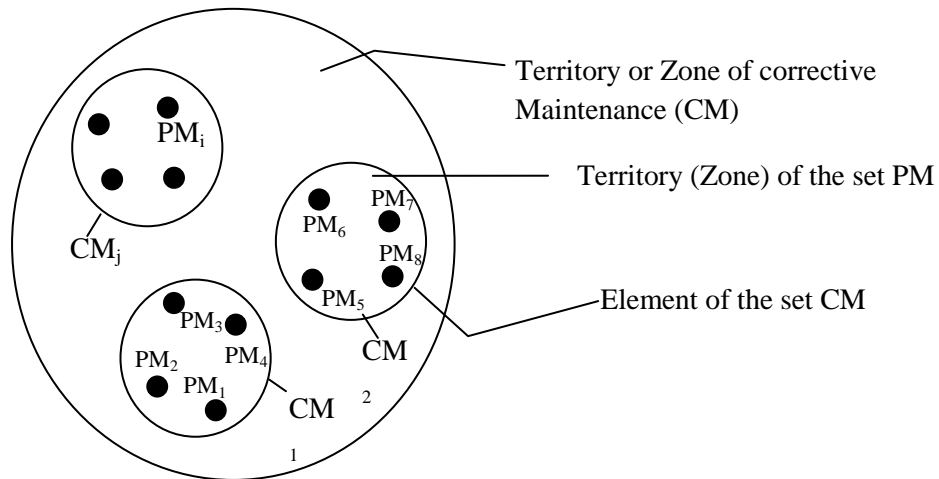 Territory or Zone of corrective
Maintenance (CM)
PMᵢ
Territory (Zone) of the set PM
PM₇
PM₆
CMⱼ
PM₈
PM₅
Element of the set CM
PM₃
CM
PM₂
PM₄
PM₁
CM
2
1